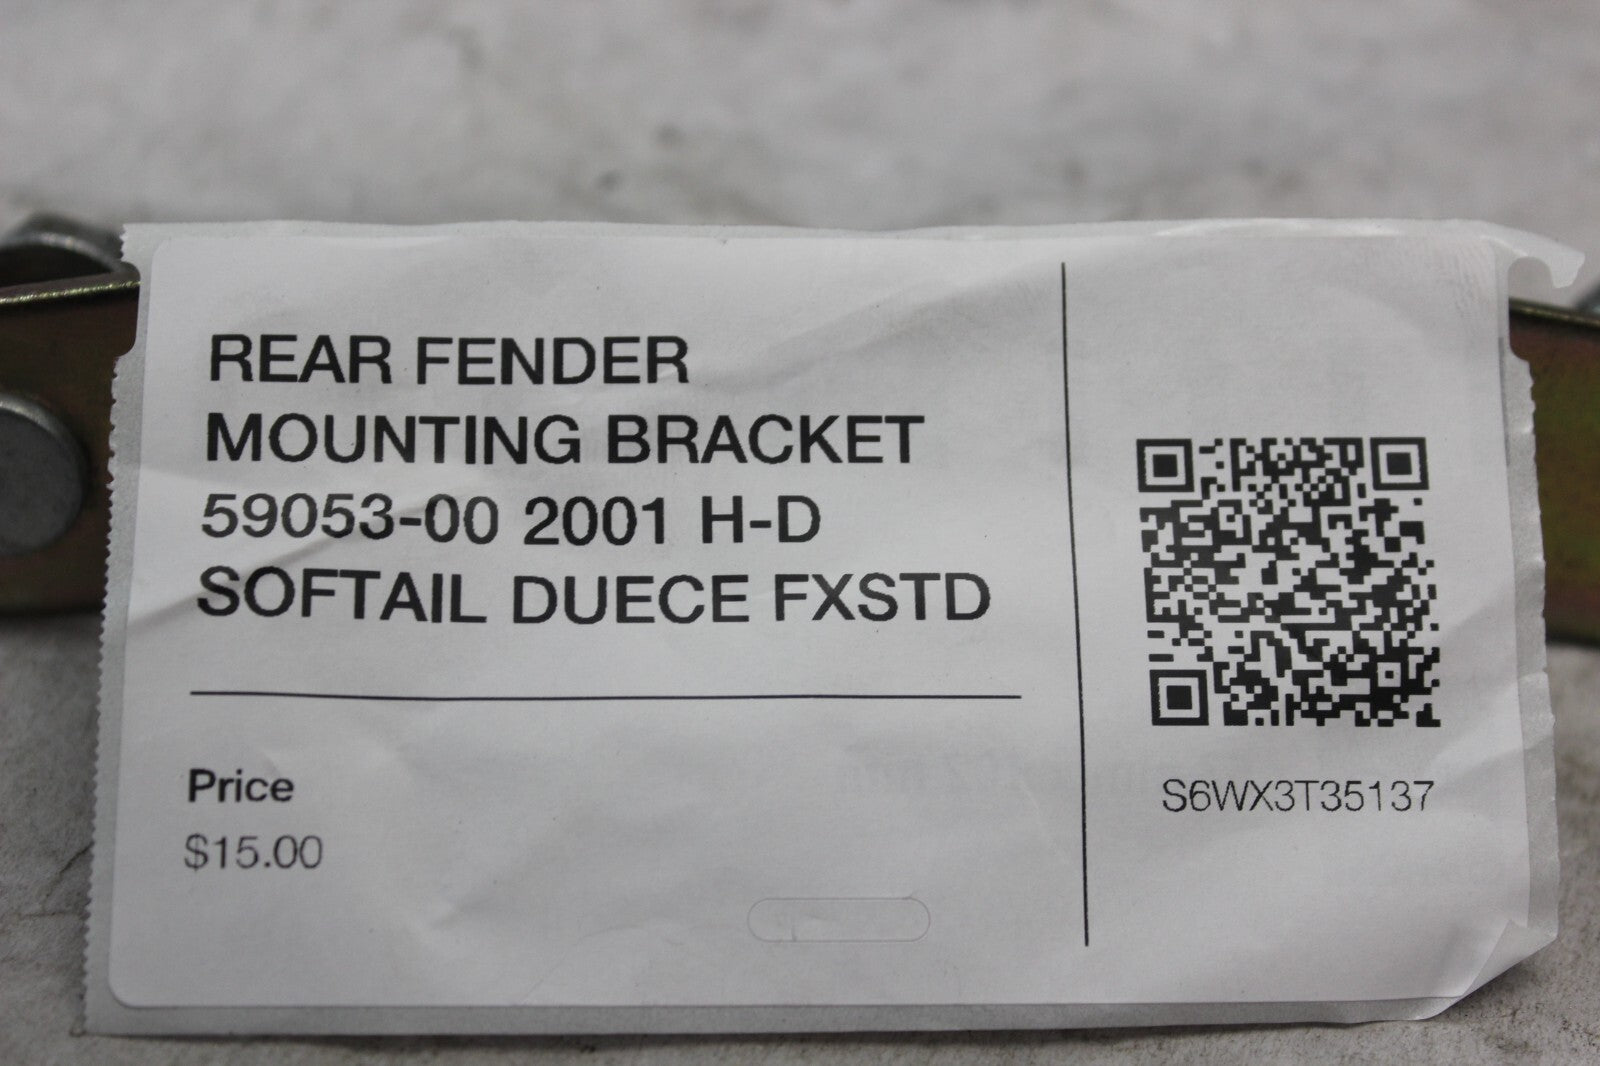 REAR FENDER
MOUNTING BRACKET
59053-00 2001 H-D
SOFTAIL DUECE FXSTD
Price
$15.00
S6WX3T35137